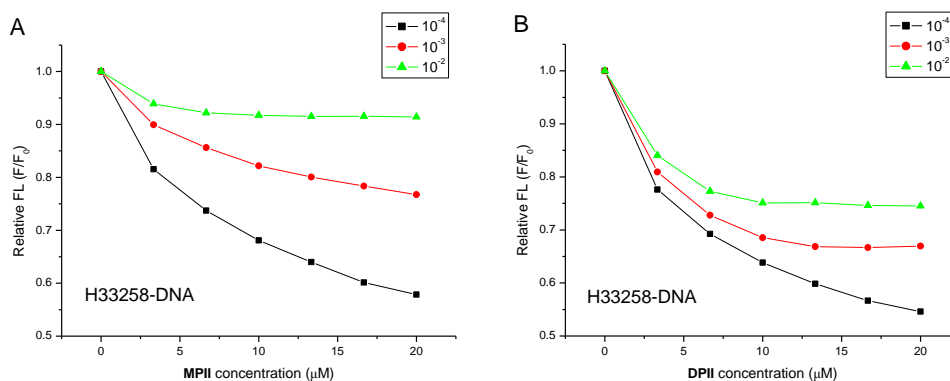 A
10⁻⁴
10⁻³
10⁻²
Relative FL (F/F₀)
1.0
0.9
0.8
0.7
0.6
0.5
H33258-DNA
0 5 10 15 20
MPII concentration (μM)
B
10⁻⁴
10⁻³
10⁻²
Relative FL (F/F₀)
1.0
0.9
0.8
0.7
0.6
0.5
H33258-DNA
0 5 10 15 20
DPII concentration (μM)